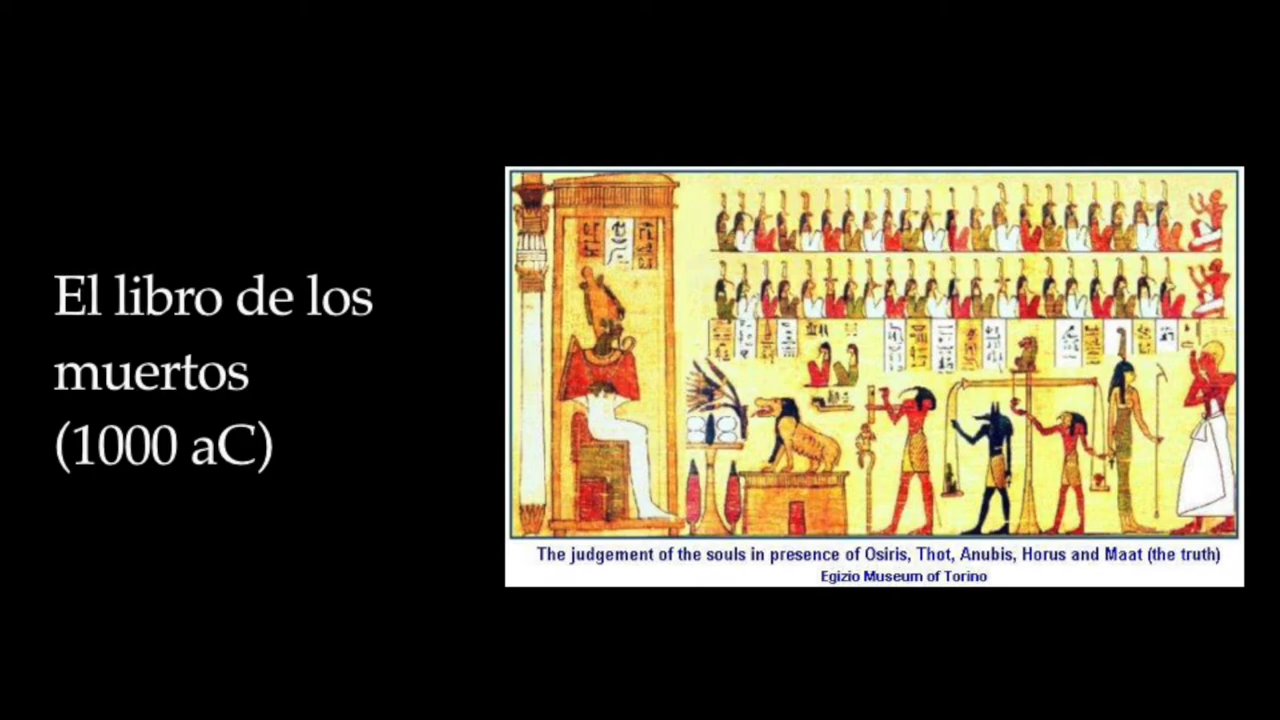 El libro de los
muertos
(1000 aC)
The judgement of the souls in presence of Osiris, Thot, Anubis, Horus and Maat (the truth)
Egizio Museum of Torino